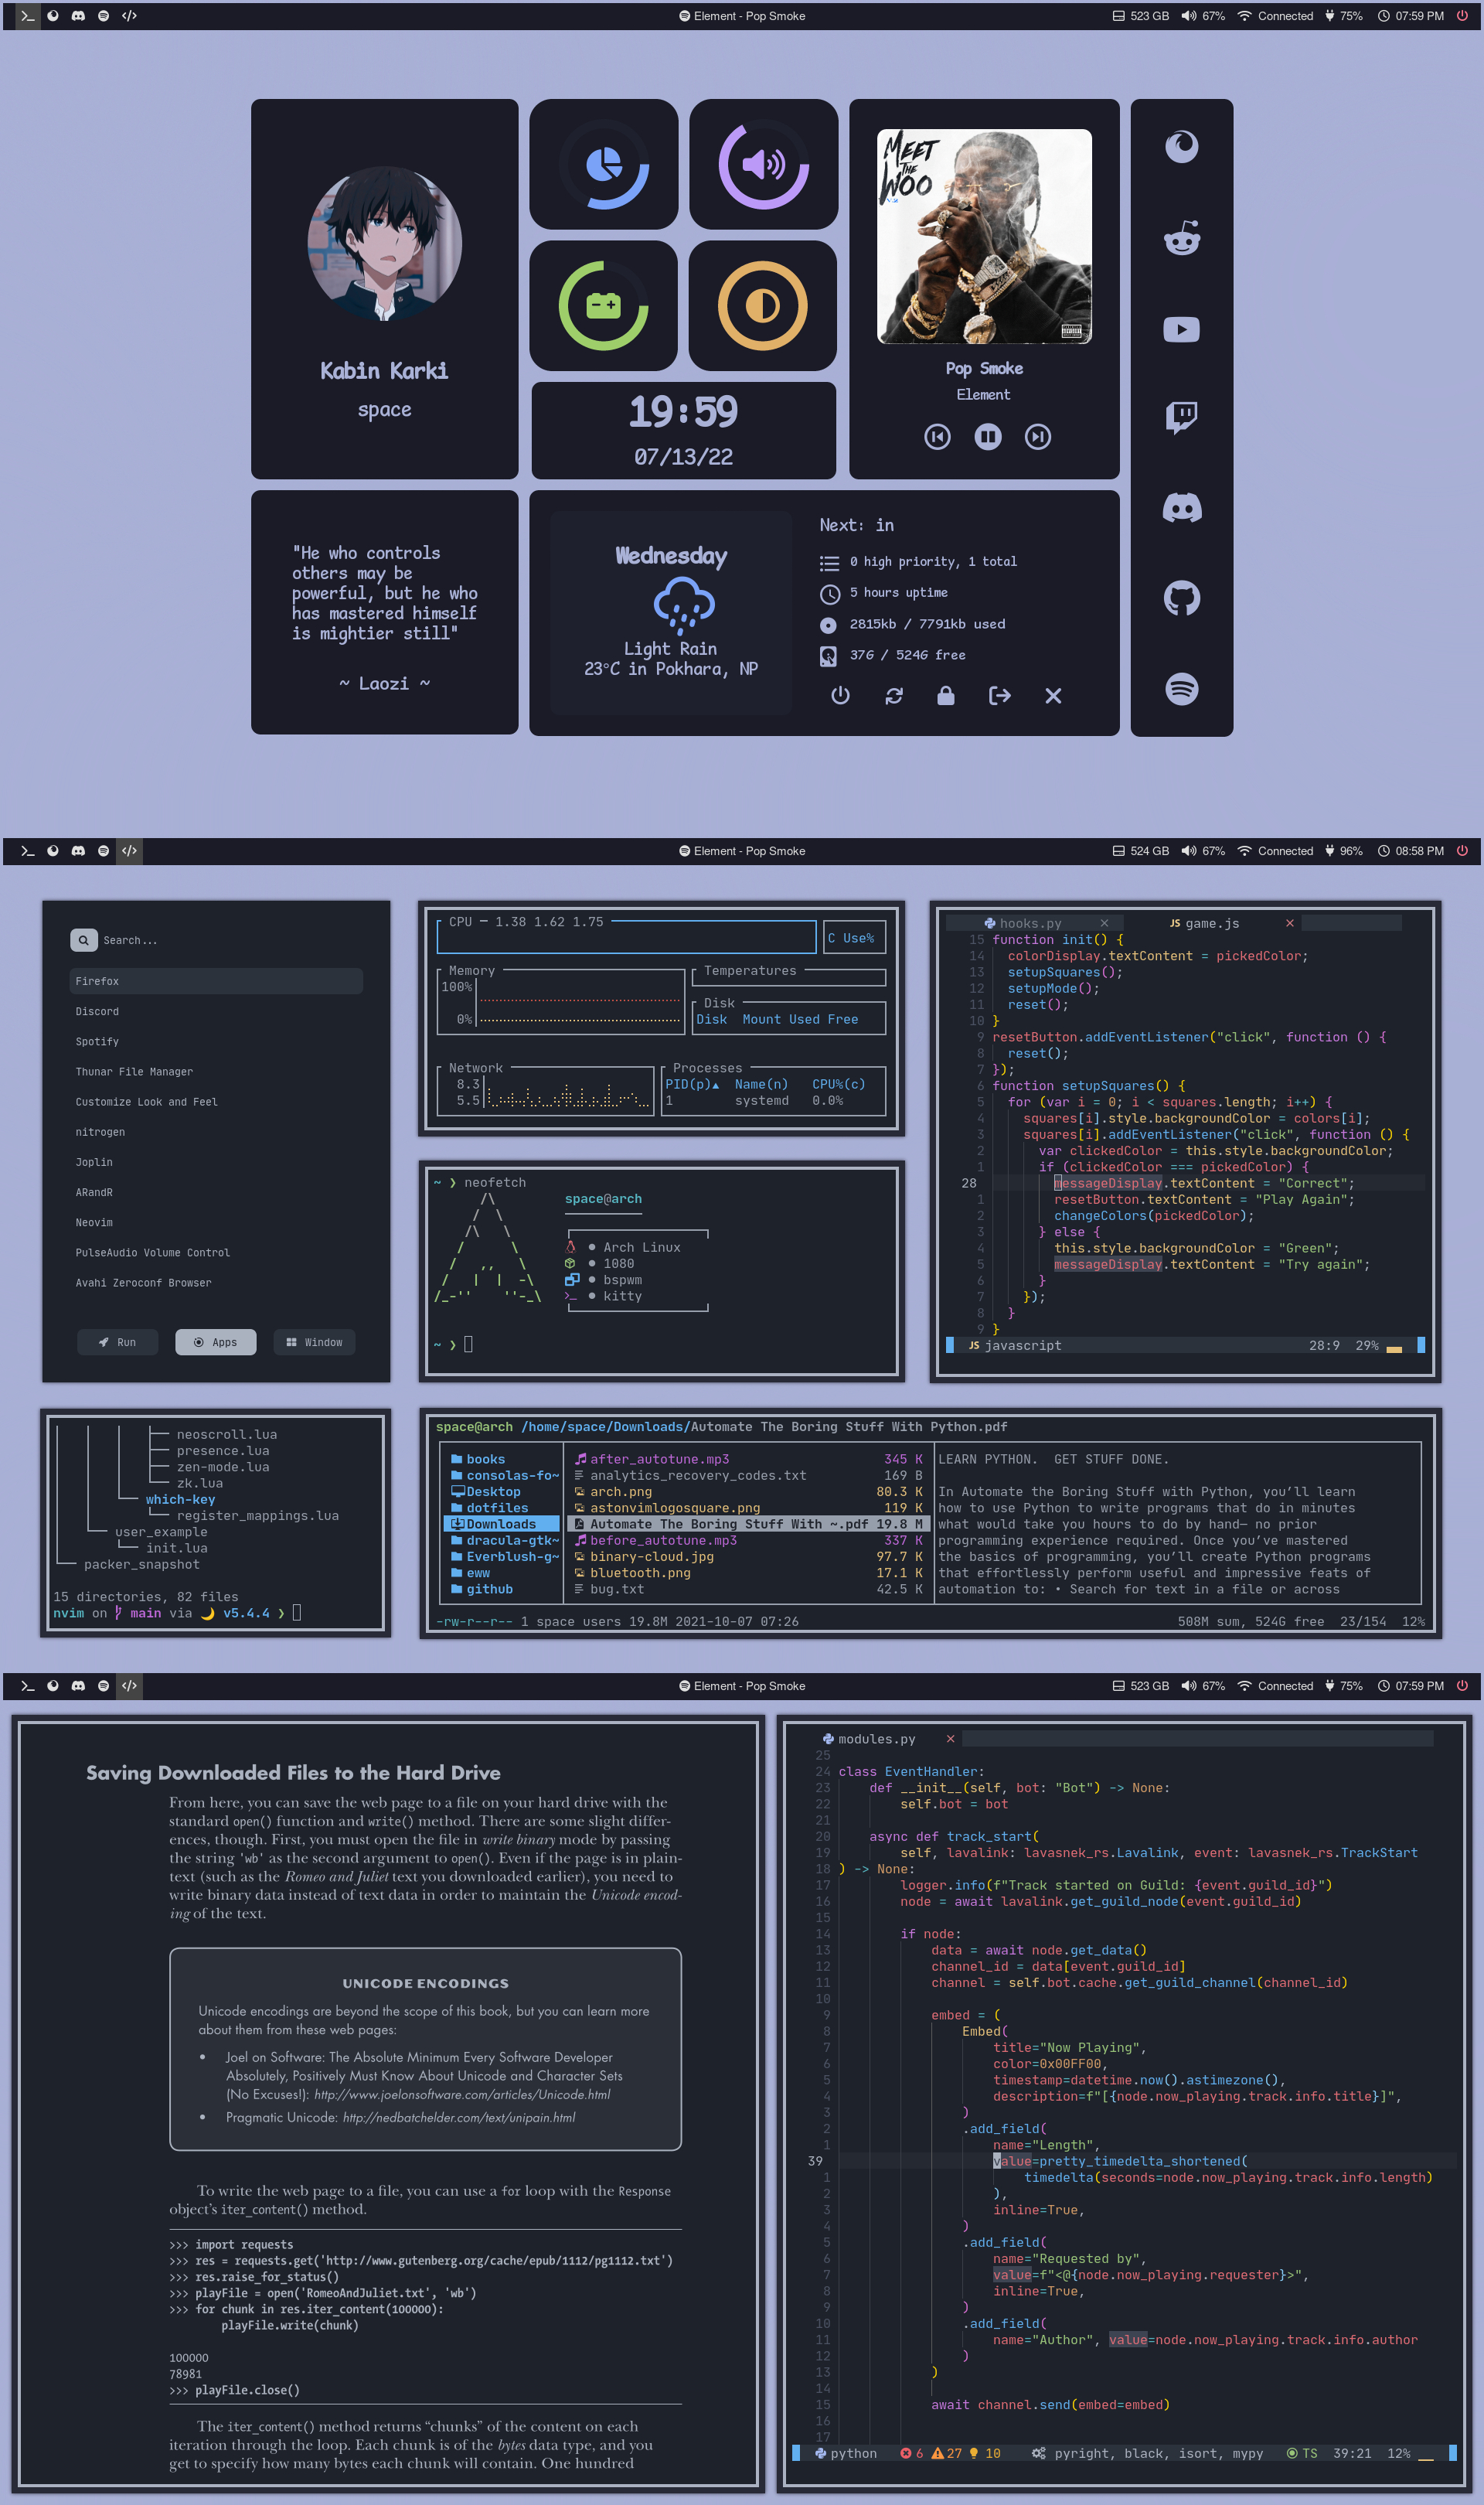 Element - Pop Smoke
523 GB 67% Connected 75% 07:59 PM
MEET
THE
WOO
V.2
PARENTAL ADVISORY
Kabin Karki
space
19:59
07/13/22
Pop Smoke
Element
"He who controls
others may be
powerful, but he who
has mastered himself
is mightier still"
~ Laozi ~
Wednesday
Light Rain
23°C in Pokhara, NP
Next: in
0 high priority, 1 total
5 hours uptime
2815kb / 7791kb used
37G / 524G free
Element - Pop Smoke
524 GB 67% Connected 96% 08:58 PM
Search...
Firefox
Discord
Spotify
Thunar File Manager
Customize Look and Feel
nitrogen
Joplin
ARandR
Neovim
PulseAudio Volume Control
Avahi Zeroconf Browser
Run Apps Window
CPU — 1.38 1.62 1.75
C Use%
Memory
100%
0%
Temperatures
Disk
Disk Mount Used Free
Network
8.3
5.5
Processes
PID(p)▲ Name(n) CPU%(c)
1 systemd 0.0%
~ ❯ neofetch
/\
/  \
/\   \
/      \
/   ,,   \
/   |  |  -\
/_-''    ''-_\
space@arch
● Arch Linux
● 1080
● bspwm
● kitty
~ ❯
hooks.py × JS game.js ×
15 function init() {
14 colorDisplay.textContent = pickedColor;
13 setupSquares();
12 setupMode();
11 reset();
10 }
9 resetButton.addEventListener("click", function () {
8 reset();
7 });
6 function setupSquares() {
5 for (var i = 0; i < squares.length; i++) {
4 squares[i].style.backgroundColor = colors[i];
3 squares[i].addEventListener("click", function () {
2 var clickedColor = this.style.backgroundColor;
1 if (clickedColor === pickedColor) {
28 messageDisplay.textContent = "Correct";
1 resetButton.textContent = "Play Again";
2 changeColors(pickedColor);
3 } else {
4 this.style.backgroundColor = "Green";
5 messageDisplay.textContent = "Try again";
6 }
7 });
8 }
9 }
JS javascript 28:9 29%
├── neoscroll.lua
├── presence.lua
├── zen-mode.lua
└── zk.lua
└── which-key
└── register_mappings.lua
└── user_example
└── init.lua
└── packer_snapshot
15 directories, 82 files
nvim on main via v5.4.4 ❯
space@arch /home/space/Downloads/Automate The Boring Stuff With Python.pdf
books
consolas-fo~
Desktop
dotfiles
Downloads
dracula-gtk~
Everblush-g~
eww
github
after_autotune.mp3 345 K
analytics_recovery_codes.txt 169 B
arch.png 80.3 K
astonvimlogosquare.png 119 K
Automate The Boring Stuff With ~.pdf 19.8 M
before_autotune.mp3 337 K
binary-cloud.jpg 97.7 K
bluetooth.png 17.1 K
bug.txt 42.5 K
LEARN PYTHON. GET STUFF DONE.
In Automate the Boring Stuff with Python, you'll learn
how to use Python to write programs that do in minutes
what would take you hours to do by hand— no prior
programming experience required. Once you've mastered
the basics of programming, you'll create Python programs
that effortlessly perform useful and impressive feats of
automation to: • Search for text in a file or across
-rw-r--r-- 1 space users 19.8M 2021-10-07 07:26 508M sum, 524G free 23/154 12%
Element - Pop Smoke
523 GB 67% Connected 75% 07:59 PM
Saving Downloaded Files to the Hard Drive
From here, you can save the web page to a file on your hard drive with the
standard open() function and write() method. There are some slight differ-
ences, though. First, you must open the file in write binary mode by passing
the string 'wb' as the second argument to open(). Even if the page is in plain-
text (such as the Romeo and Juliet text you downloaded earlier), you need to
write binary data instead of text data in order to maintain the Unicode encod-
ing of the text.
UNICODE ENCODINGS
Unicode encodings are beyond the scope of this book, but you can learn more
about them from these web pages:
• Joel on Software: The Absolute Minimum Every Software Developer
Absolutely, Positively Must Know About Unicode and Character Sets
(No Excuses!): http://www.joelonsoftware.com/articles/Unicode.html
• Pragmatic Unicode: http://nedbatchelder.com/text/unipain.html
To write the web page to a file, you can use a for loop with the Response
object's iter_content() method.
>>> import requests
>>> res = requests.get('http://www.gutenberg.org/cache/epub/1112/pg1112.txt')
>>> res.raise_for_status()
>>> playFile = open('RomeoAndJuliet.txt', 'wb')
>>> for chunk in res.iter_content(100000):
playFile.write(chunk)
100000
78981
>>> playFile.close()
The iter_content() method returns “chunks” of the content on each
iteration through the loop. Each chunk is of the bytes data type, and you
get to specify how many bytes each chunk will contain. One hundred
modules.py ×
25
24 class EventHandler:
23 def __init__(self, bot: "Bot") -> None:
22 self.bot = bot
21
20 async def track_start(
19 self, lavalink: lavasnek_rs.Lavalink, event: lavasnek_rs.TrackStart
18 ) -> None:
17 logger.info(f"Track started on Guild: {event.guild_id}")
16 node = await lavalink.get_guild_node(event.guild_id)
15
14 if node:
13 data = await node.get_data()
12 channel_id = data[event.guild_id]
11 channel = self.bot.cache.get_guild_channel(channel_id)
10
9 embed = (
8 Embed(
7 title="Now Playing",
6 color=0x00FF00,
5 timestamp=datetime.now().astimezone(),
4 description=f"[{node.now_playing.track.info.title}]",
3 )
2 .add_field(
1 name="Length",
39 value=pretty_timedelta_shortened(
1 timedelta(seconds=node.now_playing.track.info.length)
2 ),
3 inline=True,
4 )
5 .add_field(
6 name="Requested by",
7 value=f"<@{node.now_playing.requester}>",
8 inline=True,
9 )
10 .add_field(
11 name="Author", value=node.now_playing.track.info.author
12 )
13 )
14
15 await channel.send(embed=embed)
16
17
python 6 27 10 pyright, black, isort, mypy TS 39:21 12%